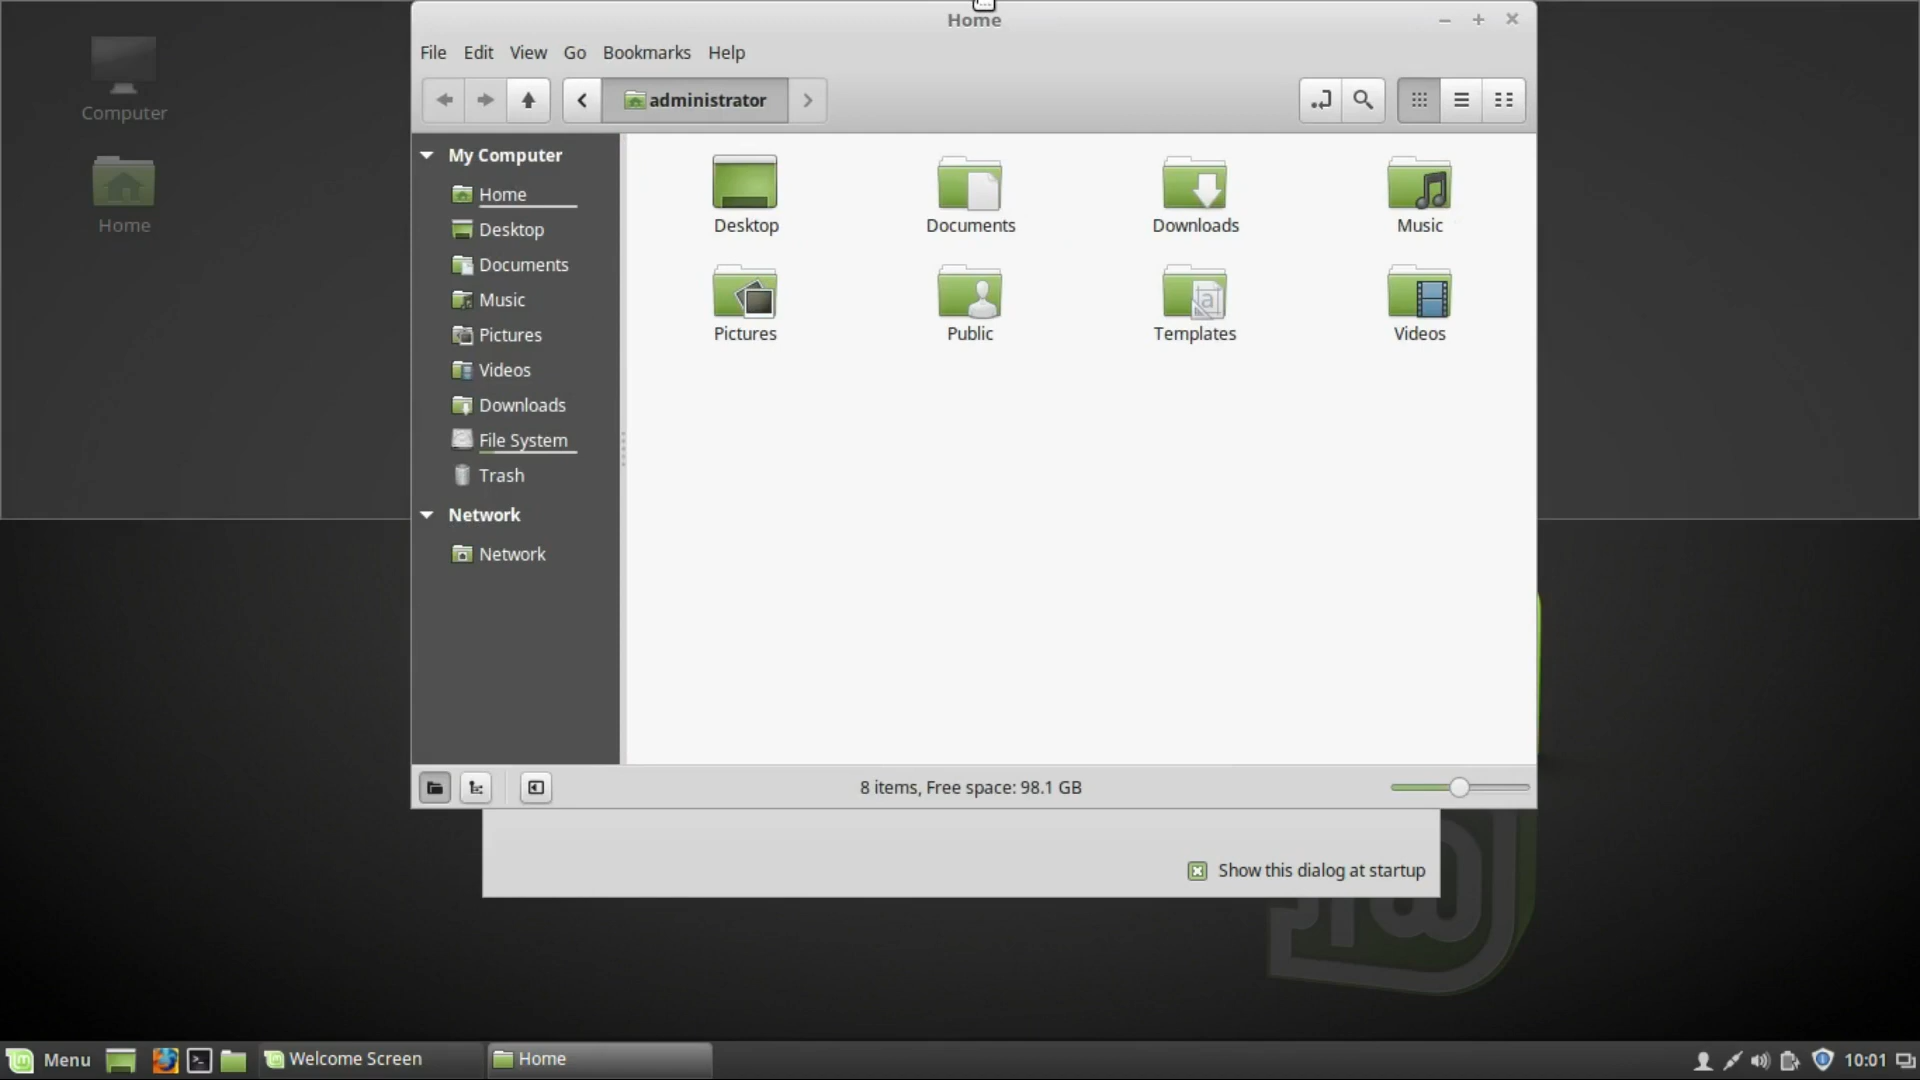 Home
Computer
Home
File Edit View Go Bookmarks Help
administrator
My Computer
Home
Desktop
Documents
Music
Pictures
Videos
Downloads
File System
Trash
Network
Network
Desktop
Documents
Downloads
Music
Pictures
Public
Templates
Videos
8 items, Free space: 98.1 GB
Show this dialog at startup
Menu
Welcome Screen
Home
10:01